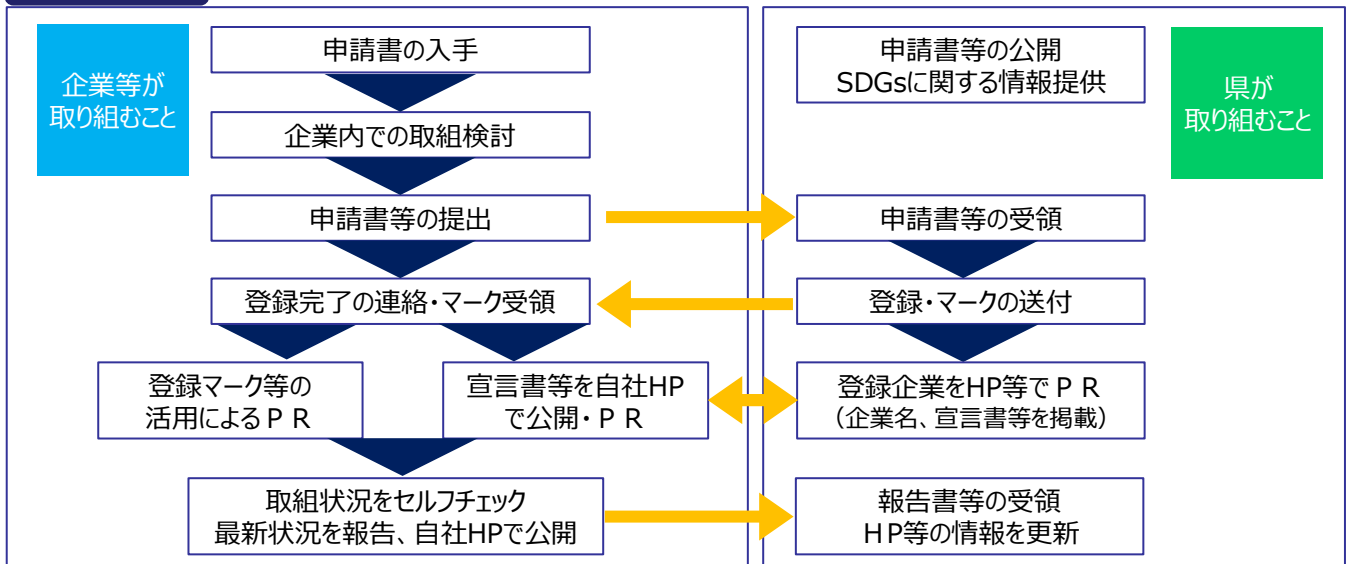 企業等が
取り組むこと
申請書の入手
企業内での取組検討
申請書等の提出
登録完了の連絡・マーク受領
登録マーク等の
活用によるＰＲ
宣言書等を自社HP
で公開・ＰＲ
取組状況をセルフチェック
最新状況を報告、自社HPで公開
県が
取り組むこと
申請書等の公開
SDGsに関する情報提供
申請書等の受領
登録・マークの送付
登録企業をHP等でＰＲ
（企業名、宣言書等を掲載）
報告書等の受領
ＨＰ等の情報を更新